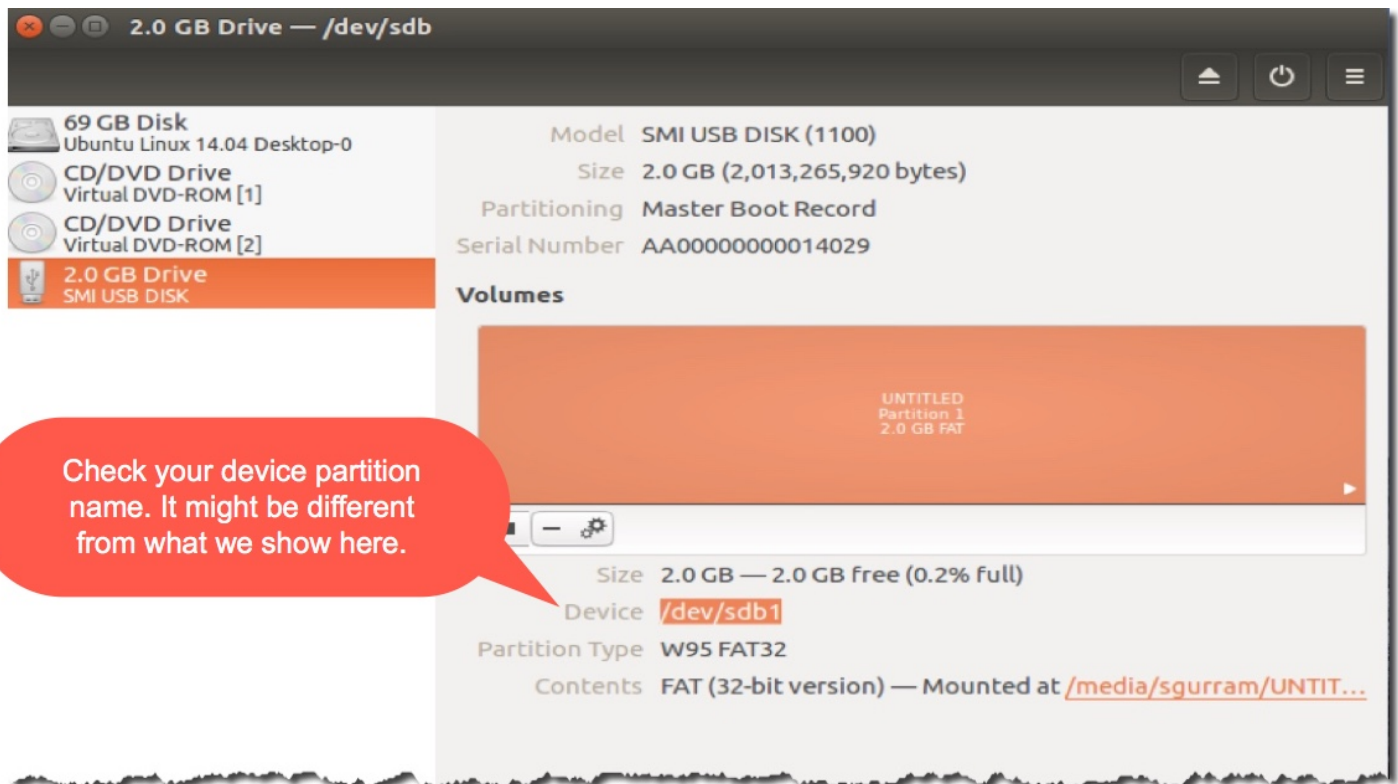 2.0 GB Drive — /dev/sdb
69 GB Disk
Ubuntu Linux 14.04 Desktop-0
CD/DVD Drive
Virtual DVD-ROM [1]
CD/DVD Drive
Virtual DVD-ROM [2]
2.0 GB Drive
SMI USB DISK
Model SMI USB DISK (1100)
Size 2.0 GB (2,013,265,920 bytes)
Partitioning Master Boot Record
Serial Number AA00000000014029
Volumes
UNTITLED
Partition 1
2.0 GB FAT
Check your device partition
name. It might be different
from what we show here.
Size 2.0 GB — 2.0 GB free (0.2% full)
Device /dev/sdb1
Partition Type W95 FAT32
Contents FAT (32-bit version) — Mounted at /media/sgurram/UNTIT...